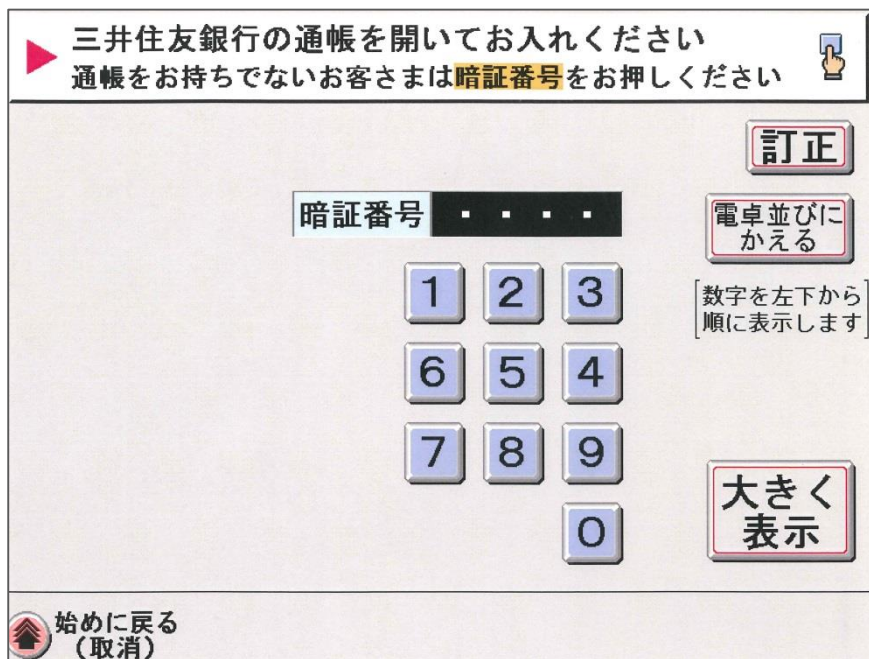 三井住友銀行の通帳を開いてお入れください
通帳をお持ちでないお客さまは暗証番号をお押しください
訂正
暗証番号
電卓並びに
かえる
[数字を左下から
順に表示します]
1 2 3
6 5 4
7 8 9
0
大きく
表示
始めに戻る
(取消)